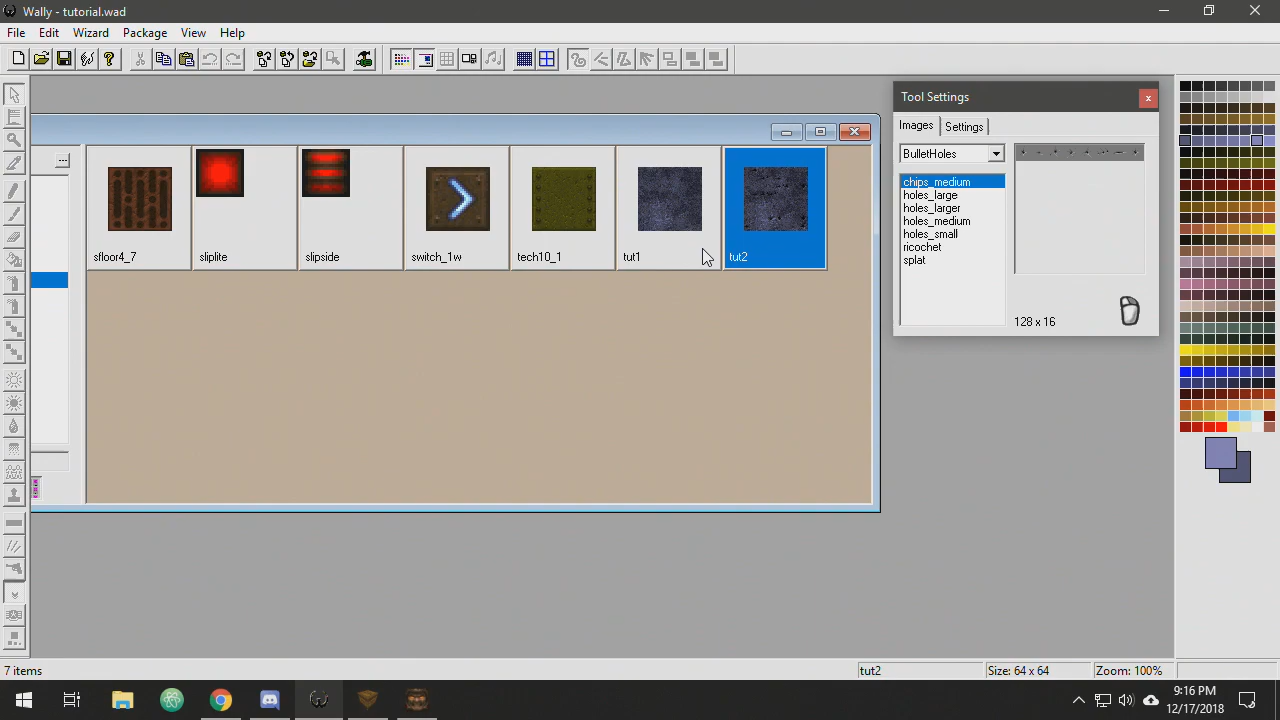 Wally - tutorial.wad
File Edit Wizard Package View Help
Tool Settings
Images Settings
BulletHoles
chips_medium
holes_large
holes_larger
holes_medium
holes_small
ricochet
splat
128 x 16
sfloor4_7 sliplite slipside switch_1w tech10_1 tut1 tut2
7 items tut2 Size: 64 x 64 Zoom: 100%
9:16 PM
12/17/2018